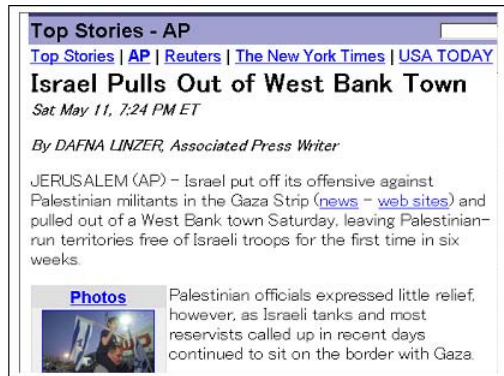 Top Stories - AP
Top Stories | AP | Reuters | The New York Times | USA TODAY
Israel Pulls Out of West Bank Town
Sat May 11, 7:24 PM ET
By DAFNA LINZER, Associated Press Writer
JERUSALEM (AP) - Israel put off its offensive against
Palestinian militants in the Gaza Strip (news - web sites) and
pulled out of a West Bank town Saturday, leaving Palestinian-
run territories free of Israeli troops for the first time in six
weeks.
Photos
Palestinian officials expressed little relief,
however, as Israeli tanks and most
reservists called up in recent days
continued to sit on the border with Gaza.